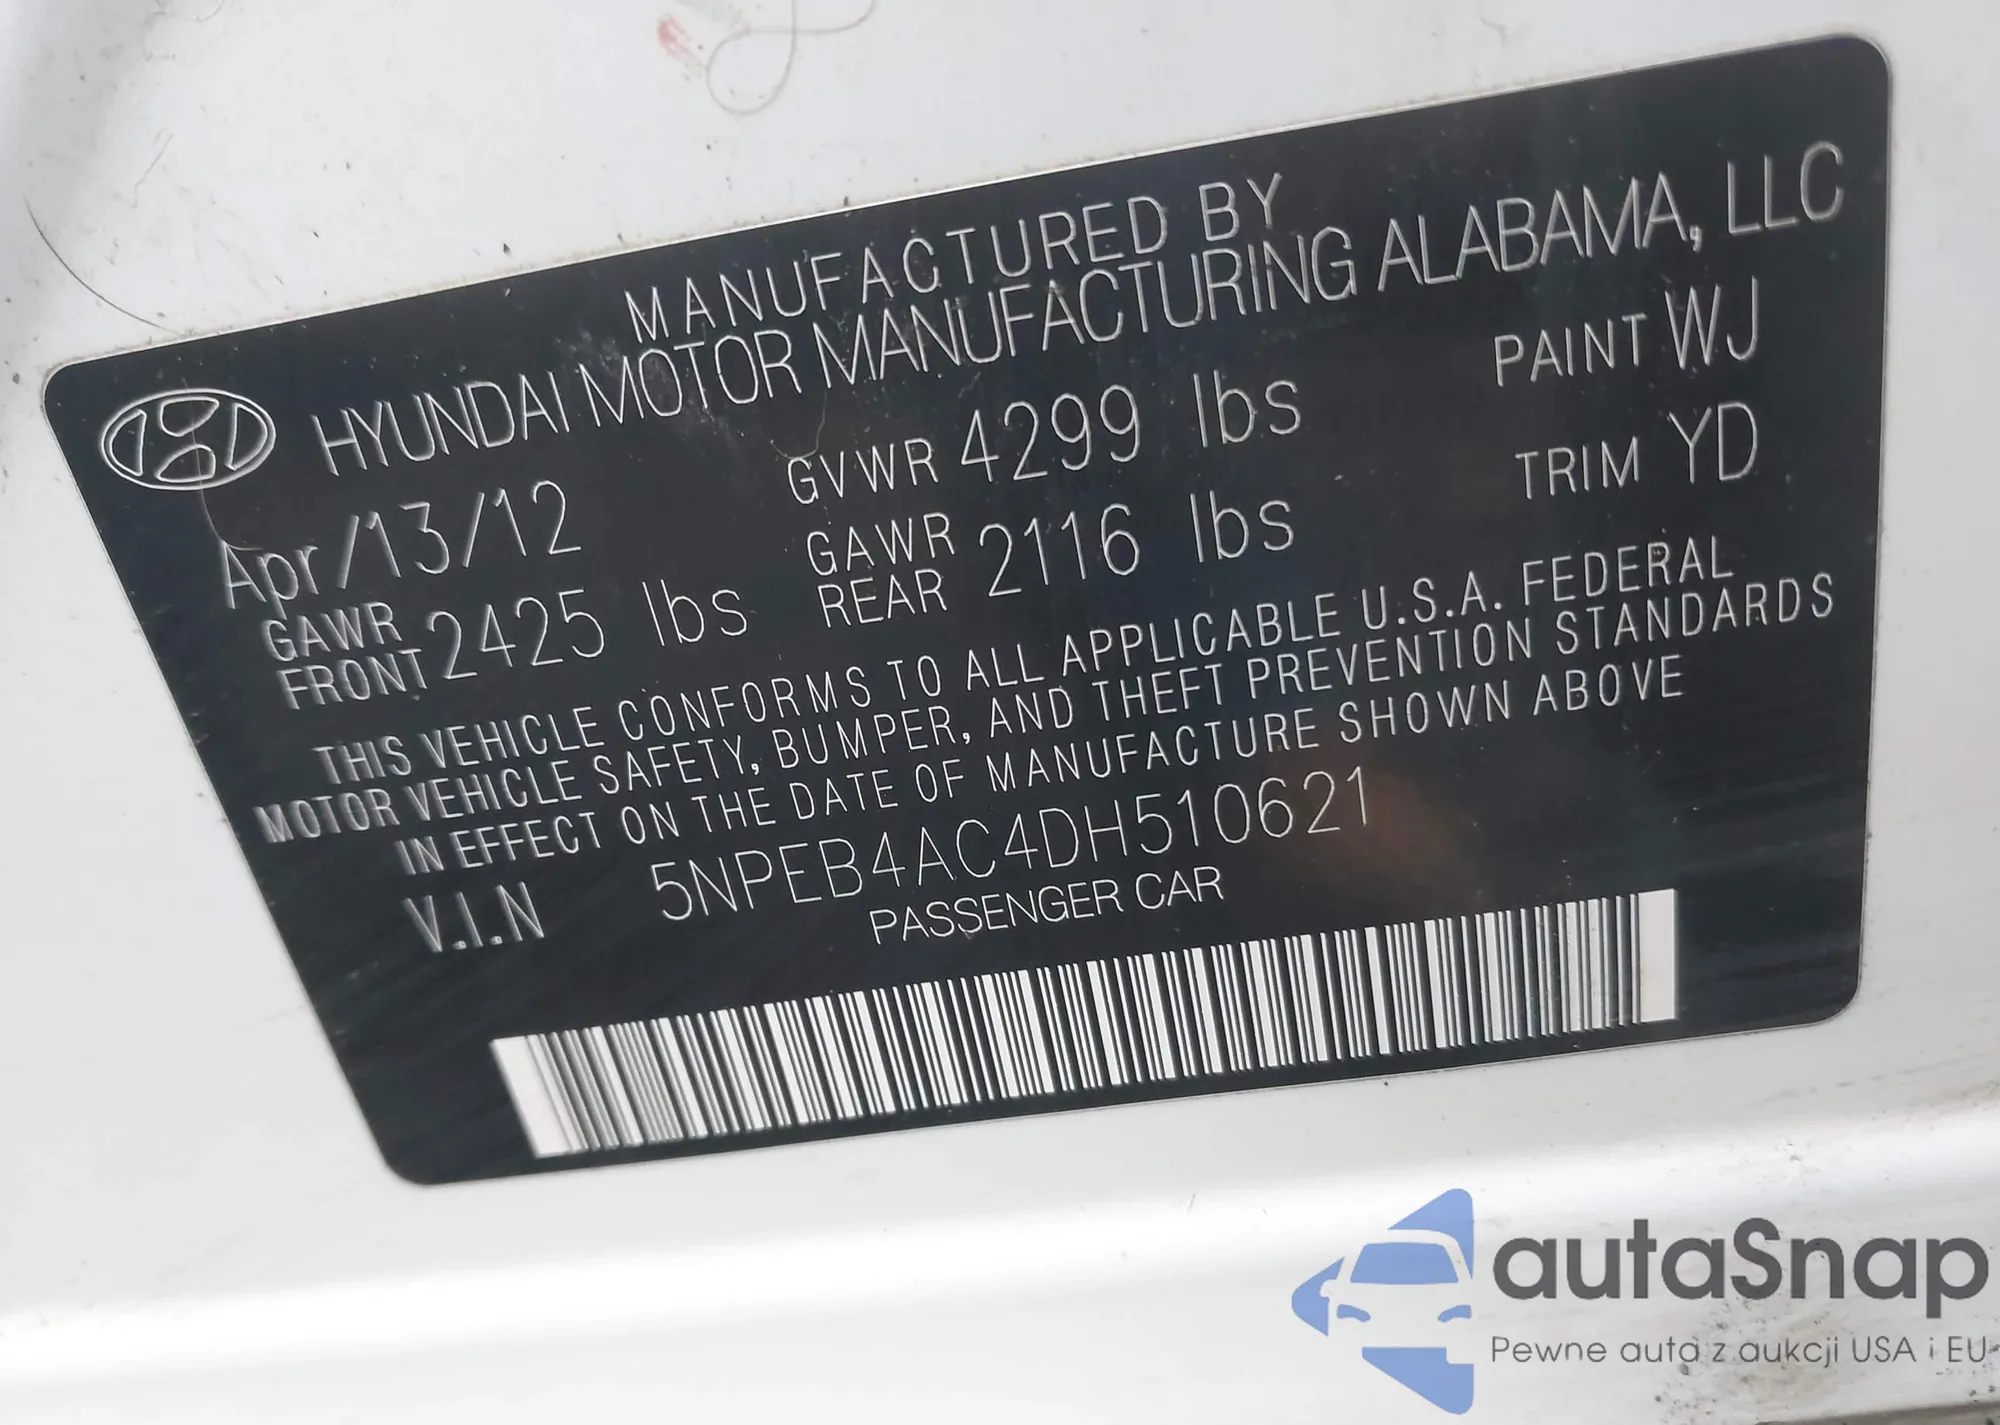 MANUFACTURED BY
HYUNDAI MOTOR MANUFACTURING ALABAMA, LLC
Apr/13/12 GVWR 4299 lbs PAINT WJ
GAWR FRONT 2425 lbs GAWR REAR 2116 lbs TRIM YD
THIS VEHICLE CONFORMS TO ALL APPLICABLE U.S.A. FEDERAL
MOTOR VEHICLE SAFETY, BUMPER, AND THEFT PREVENTION STANDARDS
IN EFFECT ON THE DATE OF MANUFACTURE SHOWN ABOVE
V.I.N 5NPEB4AC4DH510621
PASSENGER CAR
autaSnap
Pewne auta z aukcji USA i EU